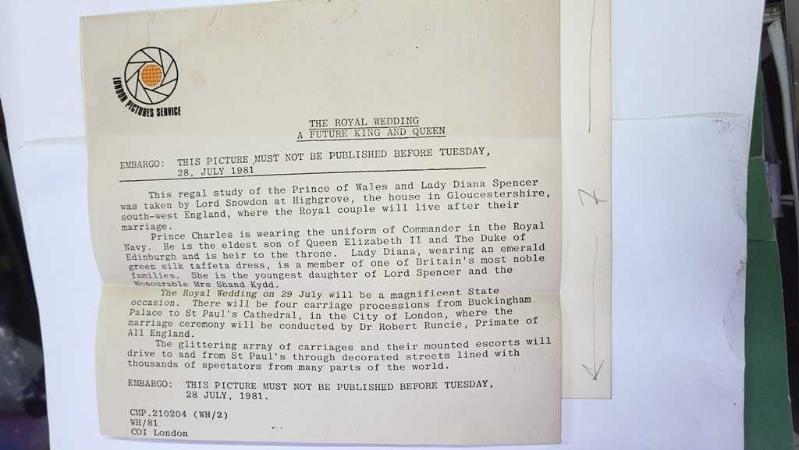 LONDON PICTURES SERVICE
THE ROYAL WEDDING
A FUTURE KING AND QUEEN
EMBARGO: THIS PICTURE MUST NOT BE PUBLISHED BEFORE TUESDAY,
28, JULY 1981
This regal study of the Prince of Wales and Lady Diana Spencer
was taken by Lord Snowdon at Highgrove, the house in Gloucestershire,
south-west England, where the Royal couple will live after their
marriage.
Prince Charles is wearing the uniform of Commander in the Royal
Navy. He is the eldest son of Queen Elizabeth II and The Duke of
Edinburgh and is heir to the throne. Lady Diana, wearing an emerald
green silk taffeta dress, is a member of one of Britain's most noble
families. She is the youngest daughter of Lord Spencer and the
Honourable Mrs Shand Kydd.
The Royal Wedding on 29 July will be a magnificent State
occasion. There will be four carriage processions from Buckingham
Palace to St Paul's Cathedral, in the City of London, where the
marriage ceremony will be conducted by Dr Robert Runcie, Primate of
All England.
The glittering array of carriages and their mounted escorts will
drive to and from St Paul's through decorated streets lined with
thousands of spectators from many parts of the world.
EMBARGO: THIS PICTURE MUST NOT BE PUBLISHED BEFORE TUESDAY,
28 JULY, 1981.
CMP.210204 (WH/2)
WH/81
COI London
7